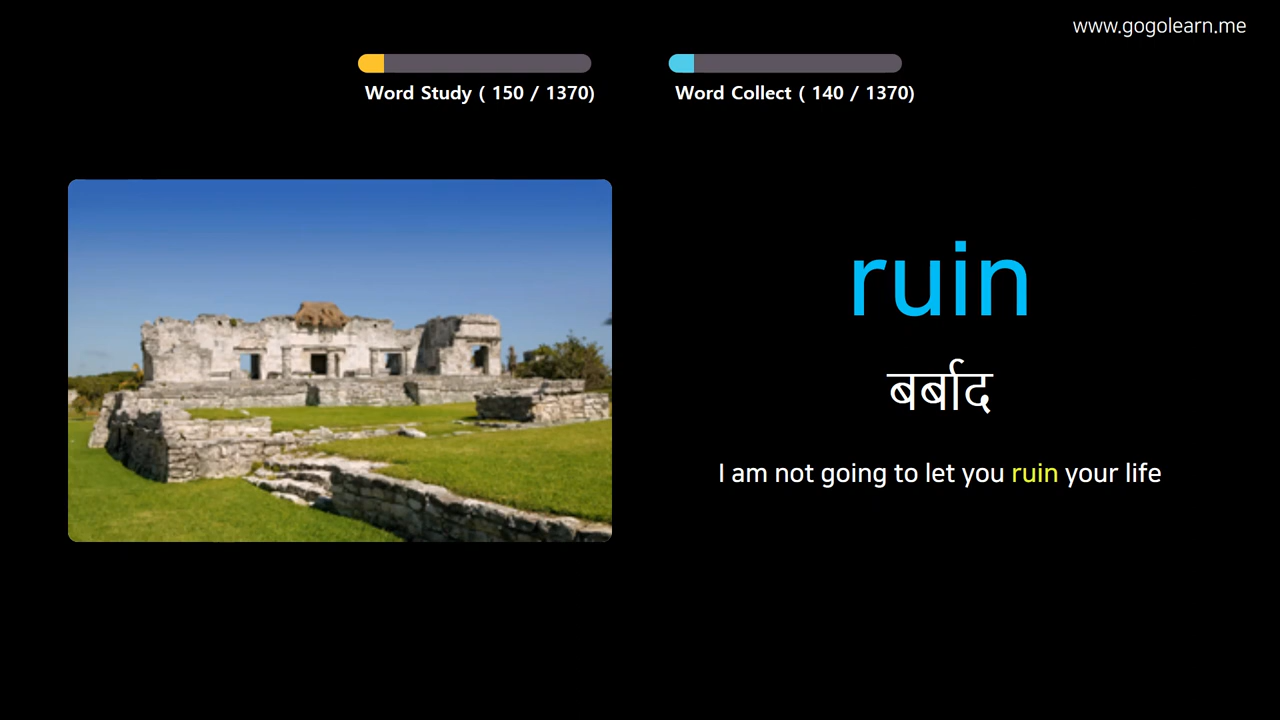 www.gogolearn.me
Word Study ( 150 / 1370)
Word Collect ( 140 / 1370)
ruin
बर्बाद
I am not going to let you ruin your life